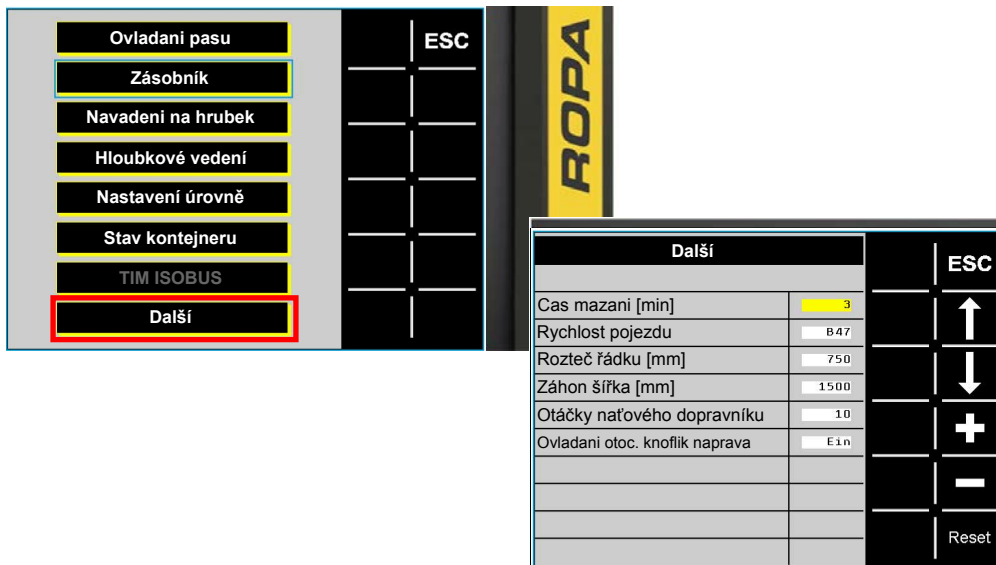 Ovladani pasu
ESC
Zásobník
Navadeni na hrubek
Hloubkové vedení
Nastavení úrovně
Stav kontejneru
TIM ISOBUS
Další
ROPA
Další
ESC
Cas mazani [min] 3
Rychlost pojezdu B47
Rozteč řádku [mm] 750
Záhon šířka [mm] 1500
Otáčky naťového dopravníku 10
Ovladani otoc. knoflik naprava Ein
Reset